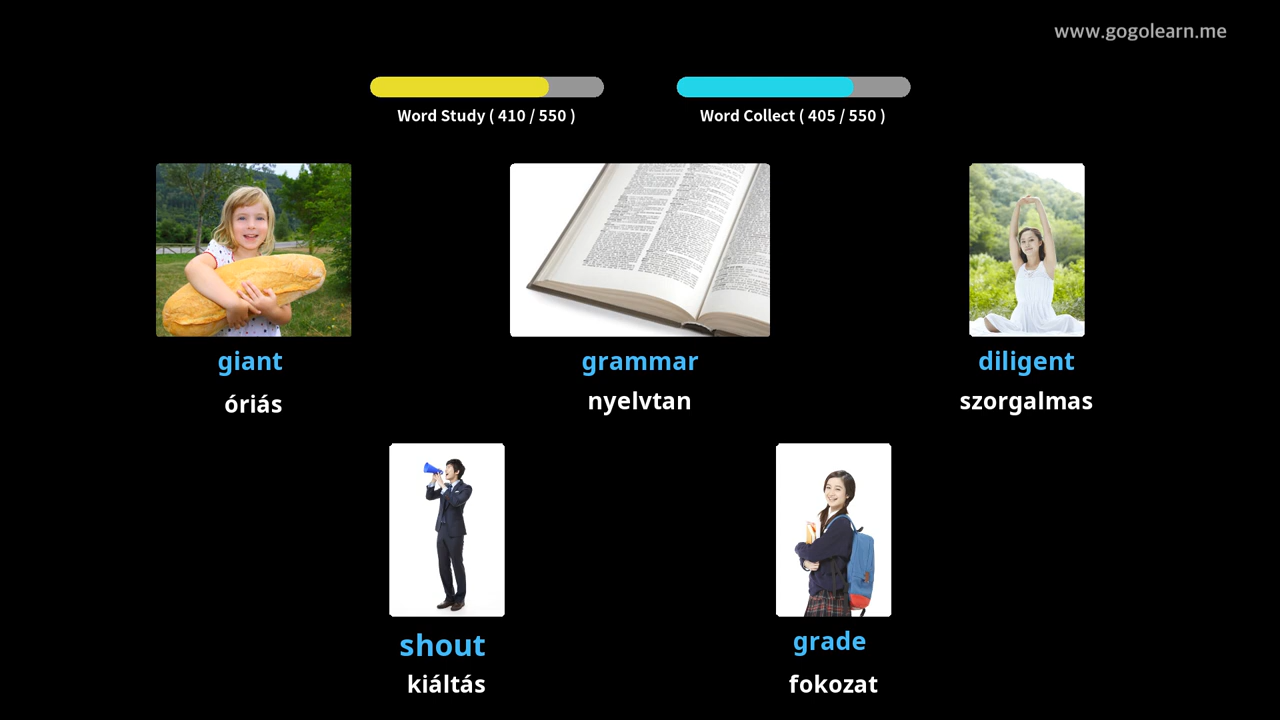 www.gogolearn.me
Word Study ( 410 / 550 )
Word Collect ( 405 / 550 )
giant
óriás
grammar
nyelvtan
diligent
szorgalmas
shout
kiáltás
grade
fokozat